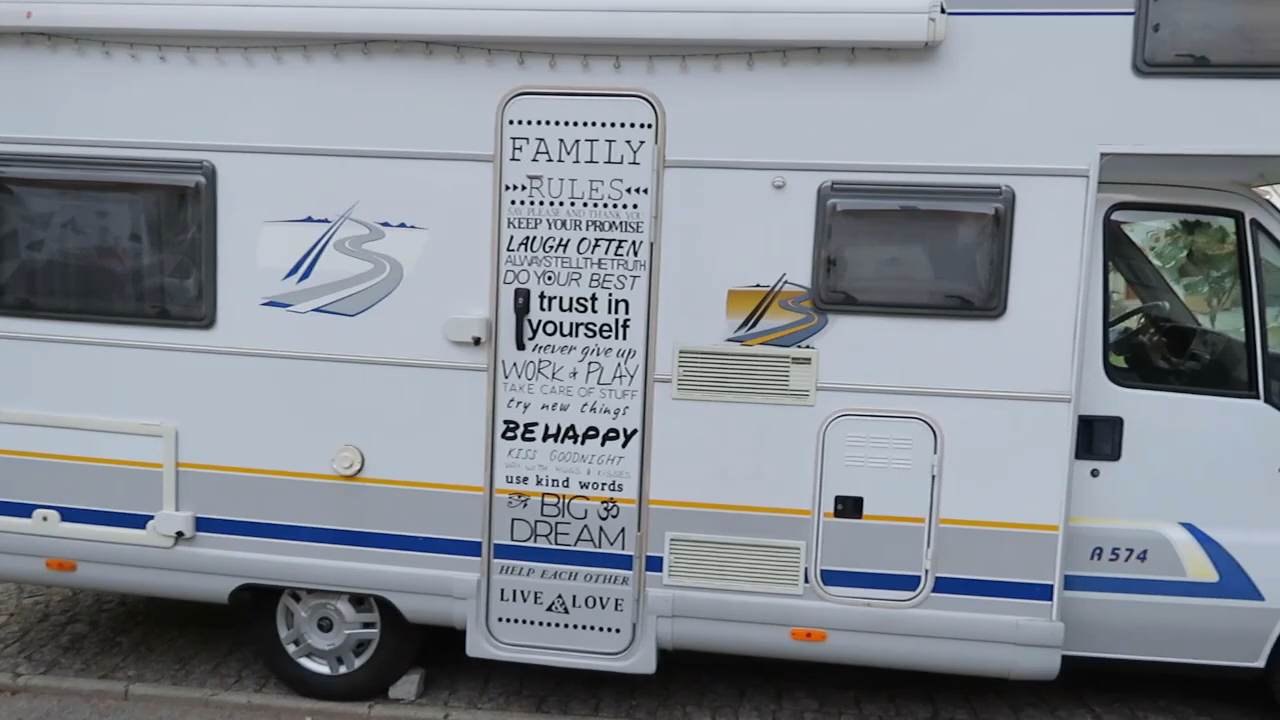 FAMILY
RULES
SAY PLEASE AND THANK YOU
KEEP YOUR PROMISE
LAUGH OFTEN
ALWAYS TELL THE TRUTH
DO YOUR BEST
trust in
yourself
never give up
WORK & PLAY
TAKE CARE OF STUFF
try new things
BE HAPPY
KISS GOODNIGHT
HUGS & KISSES
use kind words
BIG ॐ
DREAM
HELP EACH OTHER
LIVE & LOVE
A 574